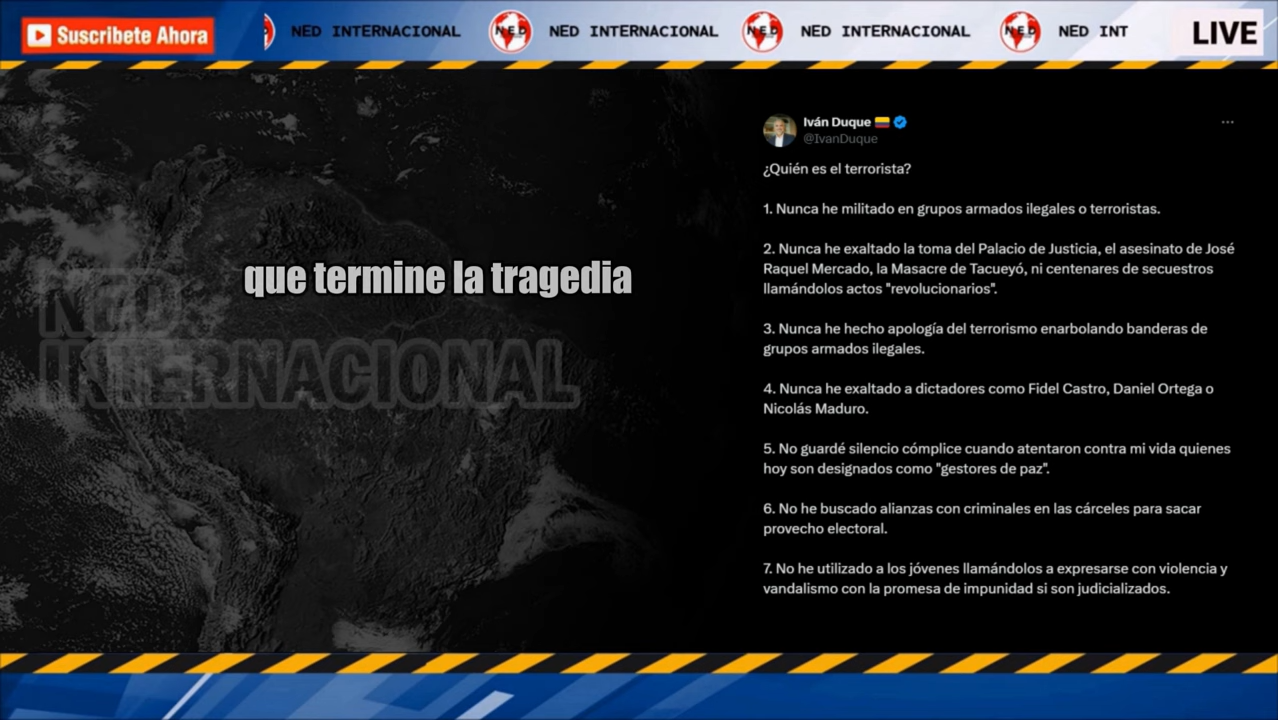 Suscribete Ahora
NED INTERNACIONAL NED NED INTERNACIONAL NED NED INTERNACIONAL NED NED INT
LIVE
Iván Duque
@IvanDuque
¿Quién es el terrorista?
1. Nunca he militado en grupos armados ilegales o terroristas.
2. Nunca he exaltado la toma del Palacio de Justicia, el asesinato de José
Raquel Mercado, la Masacre de Tacueyó, ni centenares de secuestros
llamándolos actos "revolucionarios".
3. Nunca he hecho apología del terrorismo enarbolando banderas de
grupos armados ilegales.
4. Nunca he exaltado a dictadores como Fidel Castro, Daniel Ortega o
Nicolás Maduro.
5. No guardé silencio cómplice cuando atentaron contra mi vida quienes
hoy son designados como "gestores de paz".
6. No he buscado alianzas con criminales en las cárceles para sacar
provecho electoral.
7. No he utilizado a los jóvenes llamándolos a expresarse con violencia y
vandalismo con la promesa de impunidad si son judicializados.
que termine la tragedia
NED
INTERNACIONAL